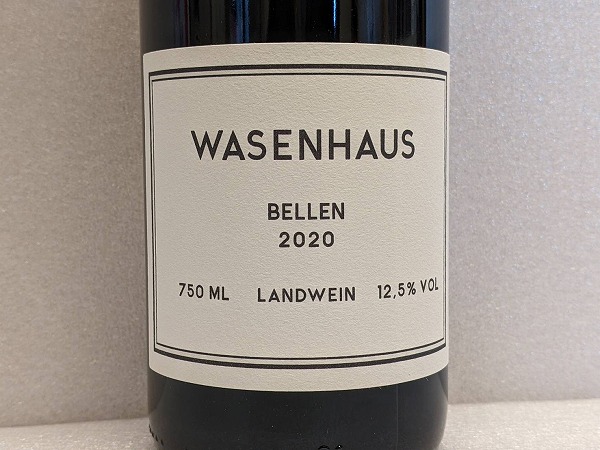 WASENHAUS
BELLEN
2020
750 ML LANDWEIN 12,5% VOL